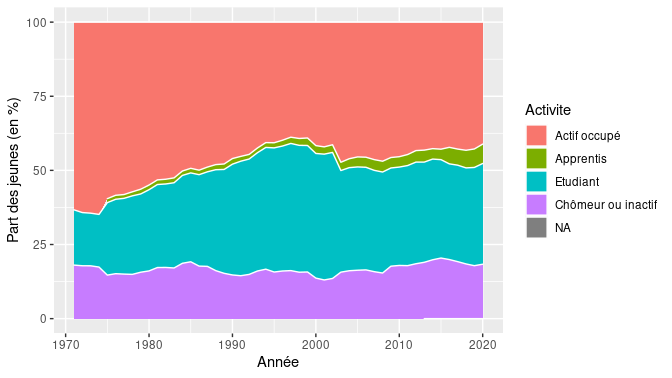 100
75
50
25
0
Part des jeunes (en %)
1970 1980 1990 2000 2010 2020
Année
Activite
Actif occupé
Apprentis
Etudiant
Chômeur ou inactif
NA